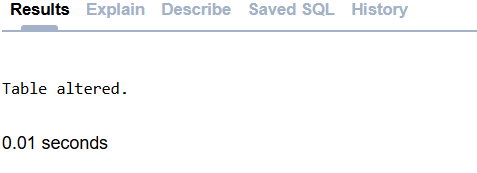 Results Explain Describe Saved SQL History
Table altered.
0.01 seconds